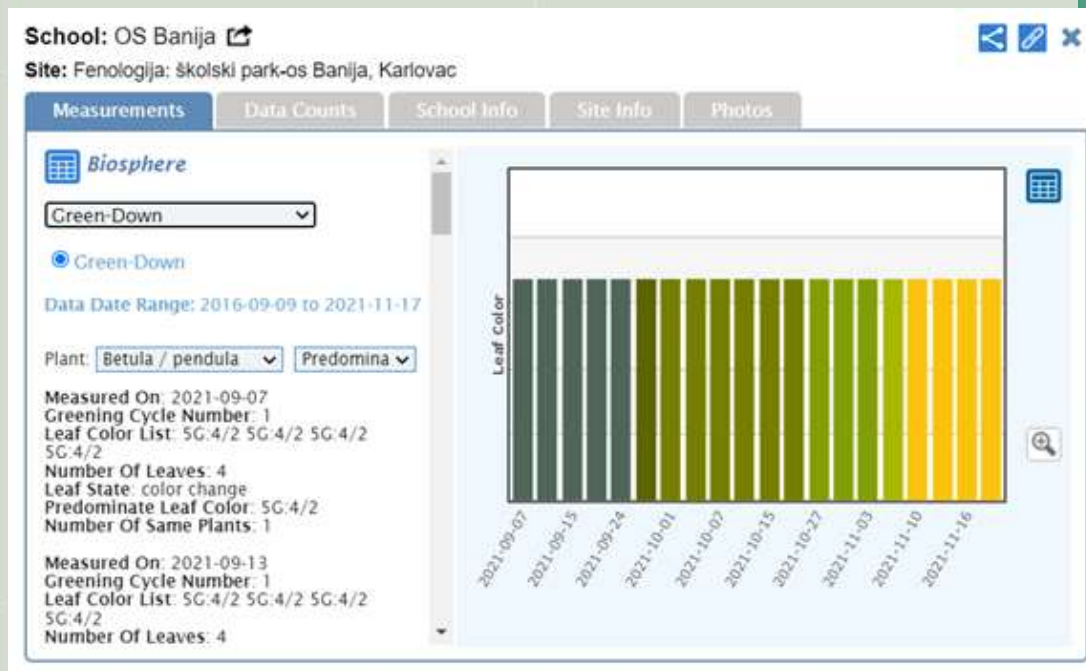 School: OS Banija
Site: Fenologija: školski park-os Banija, Karlovac
Measurements
Data Counts
School Info
Site Info
Photos
Biosphere
Green-Down
Green-Down
Data Date Range: 2016-09-09 to 2021-11-17
Plant: Betula / pendula Predomina
Measured On: 2021-09-07
Greening Cycle Number: 1
Leaf Color List: 5G:4/2 5G:4/2 5G:4/2
5G:4/2
Number Of Leaves: 4
Leaf State: color change
Predominate Leaf Color: 5G:4/2
Number Of Same Plants: 1
Measured On: 2021-09-13
Greening Cycle Number: 1
Leaf Color List: 5G:4/2 5G:4/2 5G:4/2
5G:4/2
Number Of Leaves: 4
Leaf Color
2021-09-07
2021-09-15
2021-09-24
2021-10-01
2021-10-07
2021-10-15
2021-10-27
2021-11-03
2021-11-10
2021-11-16